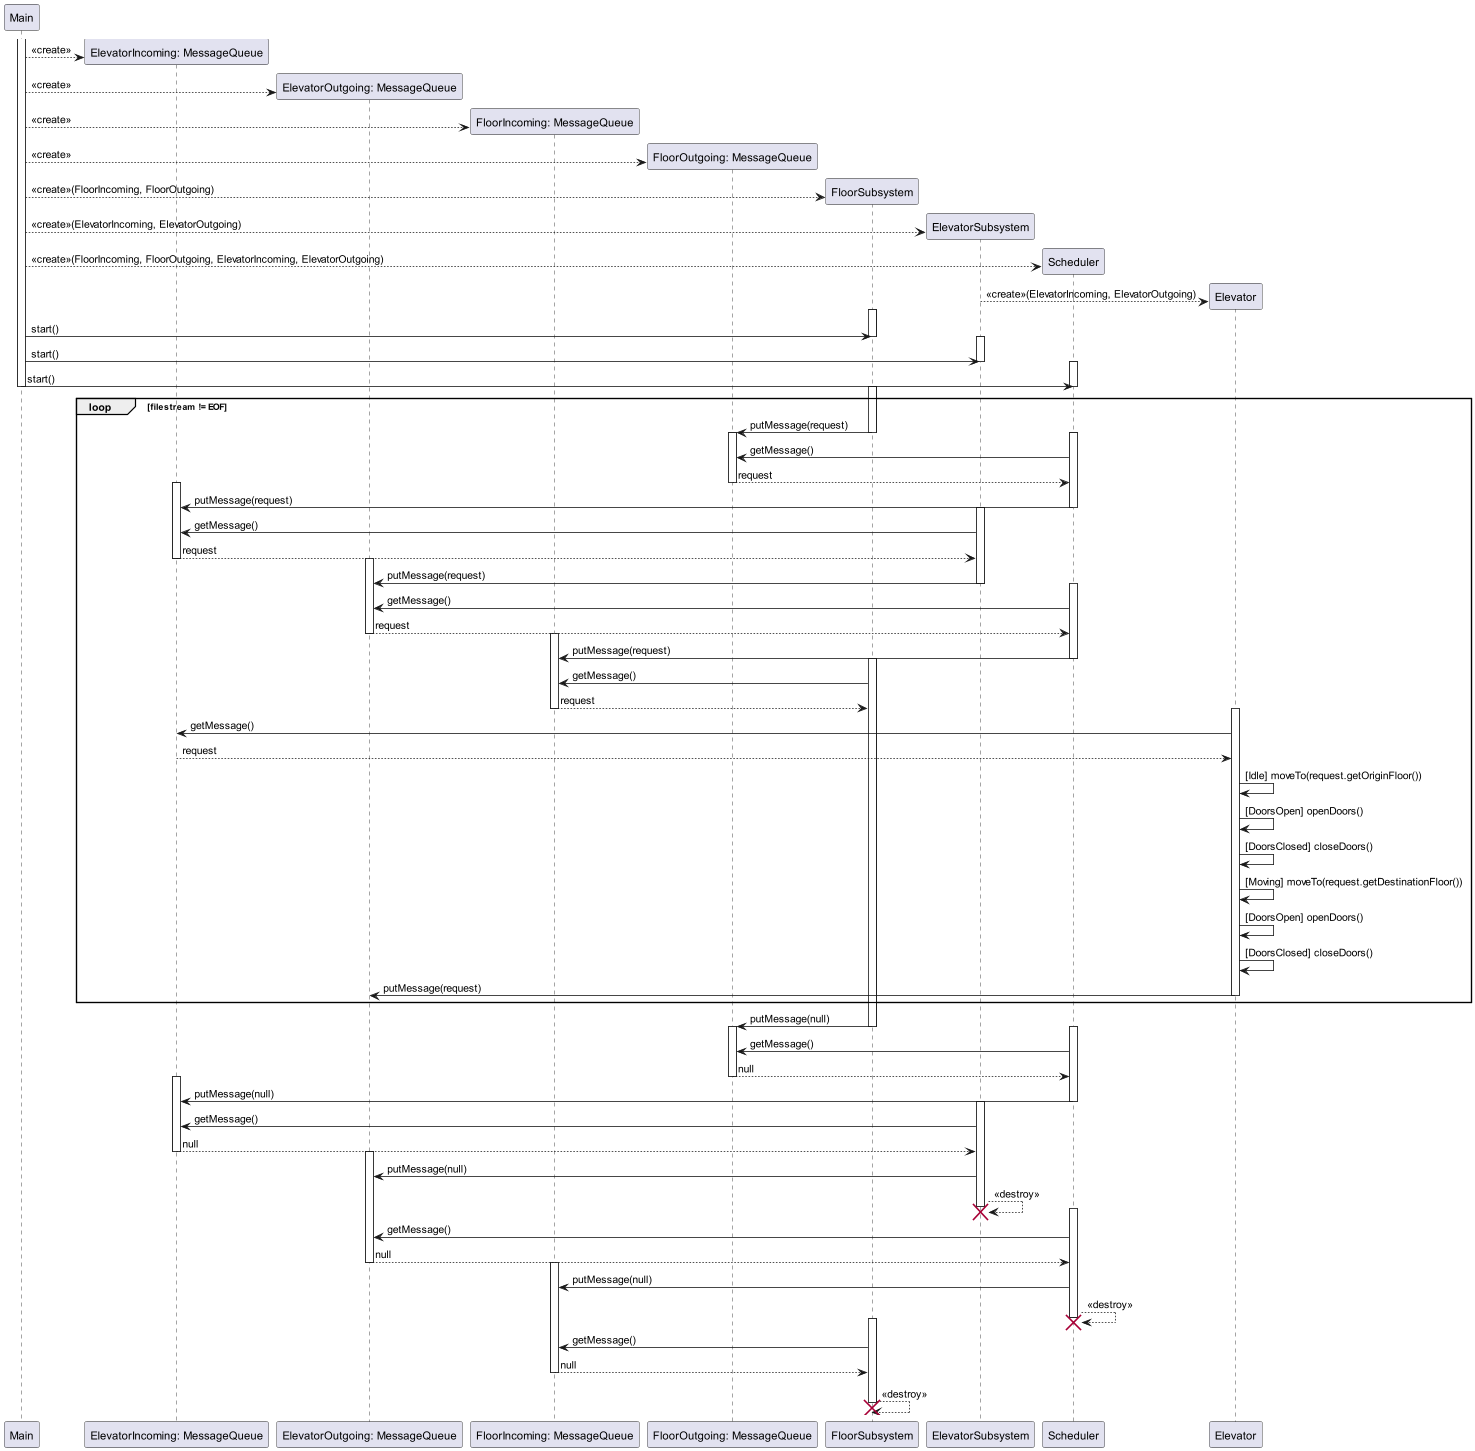 Main
«create»
ElevatorIncoming: MessageQueue
«create»
ElevatorOutgoing: MessageQueue
«create»
FloorIncoming: MessageQueue
«create»
FloorOutgoing: MessageQueue
«create»(FloorIncoming, FloorOutgoing)
FloorSubsystem
«create»(ElevatorIncoming, ElevatorOutgoing)
ElevatorSubsystem
«create»(FloorIncoming, FloorOutgoing, ElevatorIncoming, ElevatorOutgoing)
Scheduler
«create»(ElevatorIncoming, ElevatorOutgoing)
Elevator
start()
start()
start()
loop
[filestream != EOF]
putMessage(request)
getMessage()
request
putMessage(request)
getMessage()
request
putMessage(request)
getMessage()
request
putMessage(request)
getMessage()
request
getMessage()
request
[Idle] moveTo(request.getOriginFloor())
[DoorsOpen] openDoors()
[DoorsClosed] closeDoors()
[Moving] moveTo(request.getDestinationFloor())
[DoorsOpen] openDoors()
[DoorsClosed] closeDoors()
putMessage(request)
putMessage(null)
getMessage()
null
putMessage(null)
getMessage()
null
putMessage(null)
«destroy»
getMessage()
null
putMessage(null)
«destroy»
getMessage()
null
«destroy»
Main
ElevatorIncoming: MessageQueue
ElevatorOutgoing: MessageQueue
FloorIncoming: MessageQueue
FloorOutgoing: MessageQueue
FloorSubsystem
ElevatorSubsystem
Scheduler
Elevator